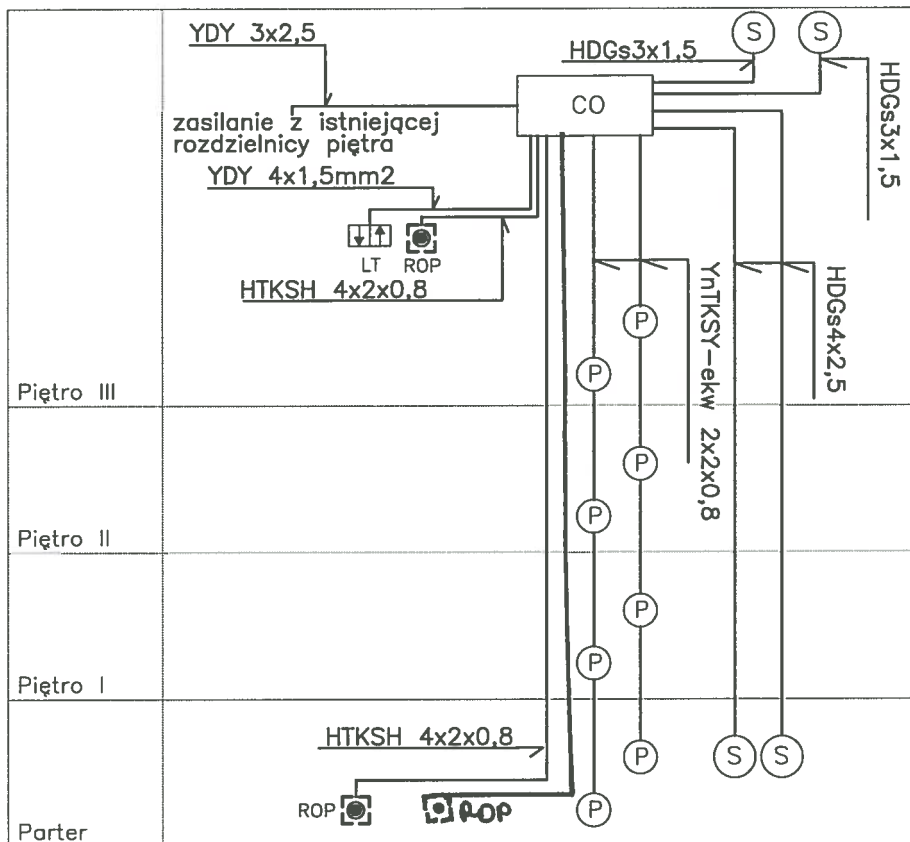 YDY 3x2,5
zasilanie z istniejącej
rozdzielnicy piętra
YDY 4x1,5mm2
LT
ROP
HTKSH 4x2x0,8
CO
HDGs3x1,5
S
S
HDGs3x1,5
YnTKSY-ekw 2x2x0,8
HDGs4x2,5
P
P
Piętro III
P
P
Piętro II
P
P
Piętro I
HTKSH 4x2x0,8
P
S
S
ROP
ROP
P
Parter